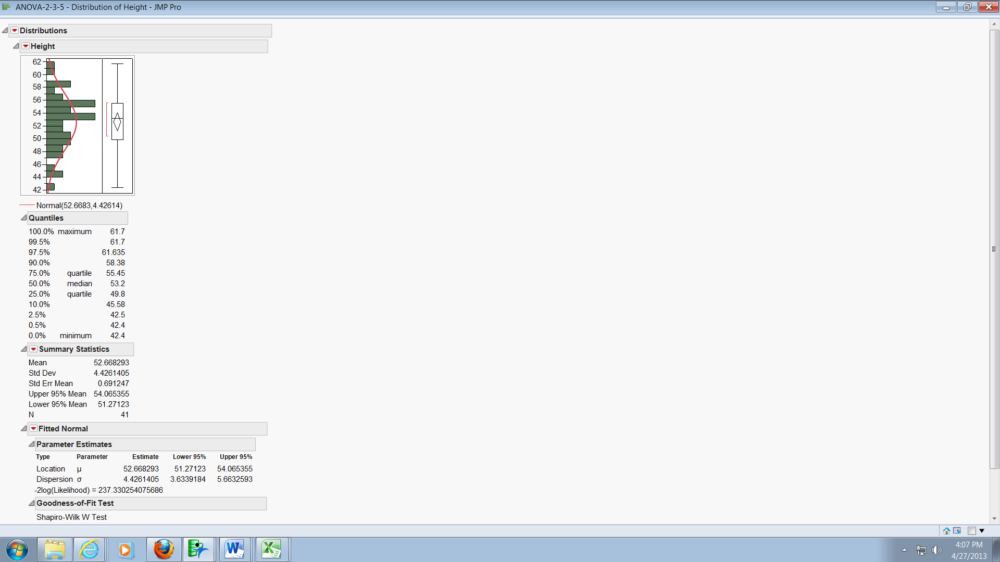 ANOVA-2-3-5 - Distribution of Height - JMP Pro
Distributions
Height
62
60
58
56
54
52
50
48
46
44
42
Normal(52.6683,4.42614)
Quantiles
100.0% maximum 61.7
99.5% 61.7
97.5% 61.635
90.0% 58.38
75.0% quartile 55.45
50.0% median 53.2
25.0% quartile 49.8
10.0% 45.58
2.5% 42.5
0.5% 42.4
0.0% minimum 42.4
Summary Statistics
Mean 52.668293
Std Dev 4.4261405
Std Err Mean 0.691247
Upper 95% Mean 54.065355
Lower 95% Mean 51.27123
N 41
Fitted Normal
Parameter Estimates
Type Parameter Estimate Lower 95% Upper 95%
Location μ 52.668293 51.27123 54.065355
Dispersion σ 4.4261405 3.6339184 5.6632593
-2log(Likelihood) = 237.330254075686
Goodness-of-Fit Test
Shapiro-Wilk W Test
4:07 PM
4/27/2013